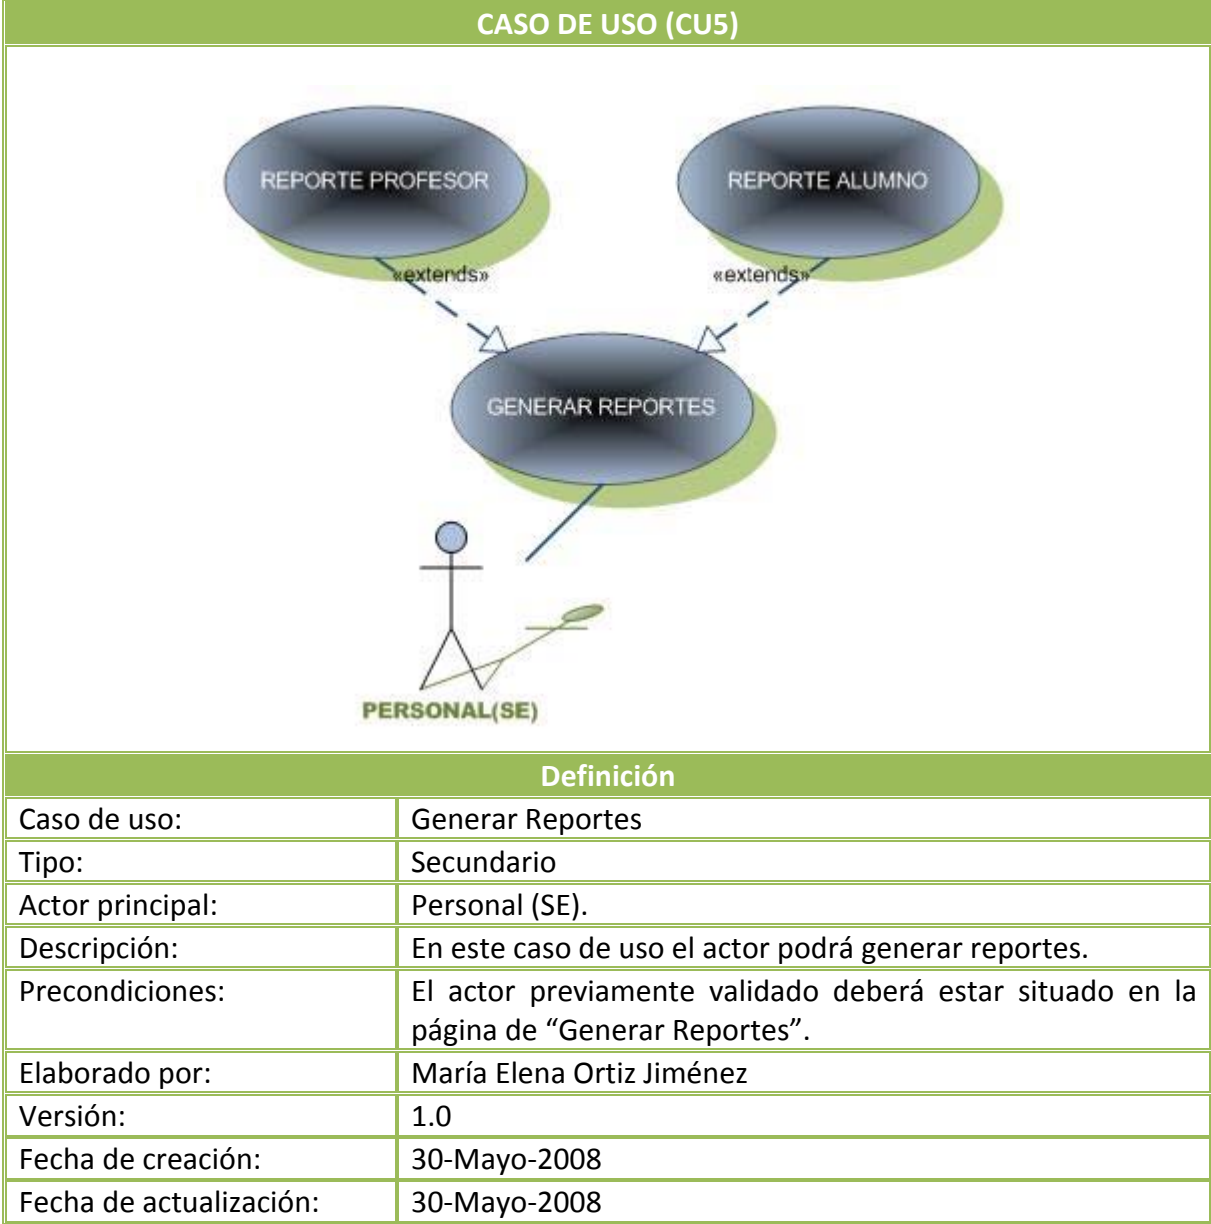 CASO DE USO (CU5)
REPORTE PROFESOR
REPORTE ALUMNO
«extends»
«extends»
GENERAR REPORTES
PERSONAL(SE)
Definición
Caso de uso:
Generar Reportes
Tipo:
Secundario
Actor principal:
Personal (SE).
Descripción:
En este caso de uso el actor podrá generar reportes.
Precondiciones:
El actor previamente validado deberá estar situado en la
página de “Generar Reportes”.
Elaborado por:
María Elena Ortiz Jiménez
Versión:
1.0
Fecha de creación:
30-Mayo-2008
Fecha de actualización:
30-Mayo-2008